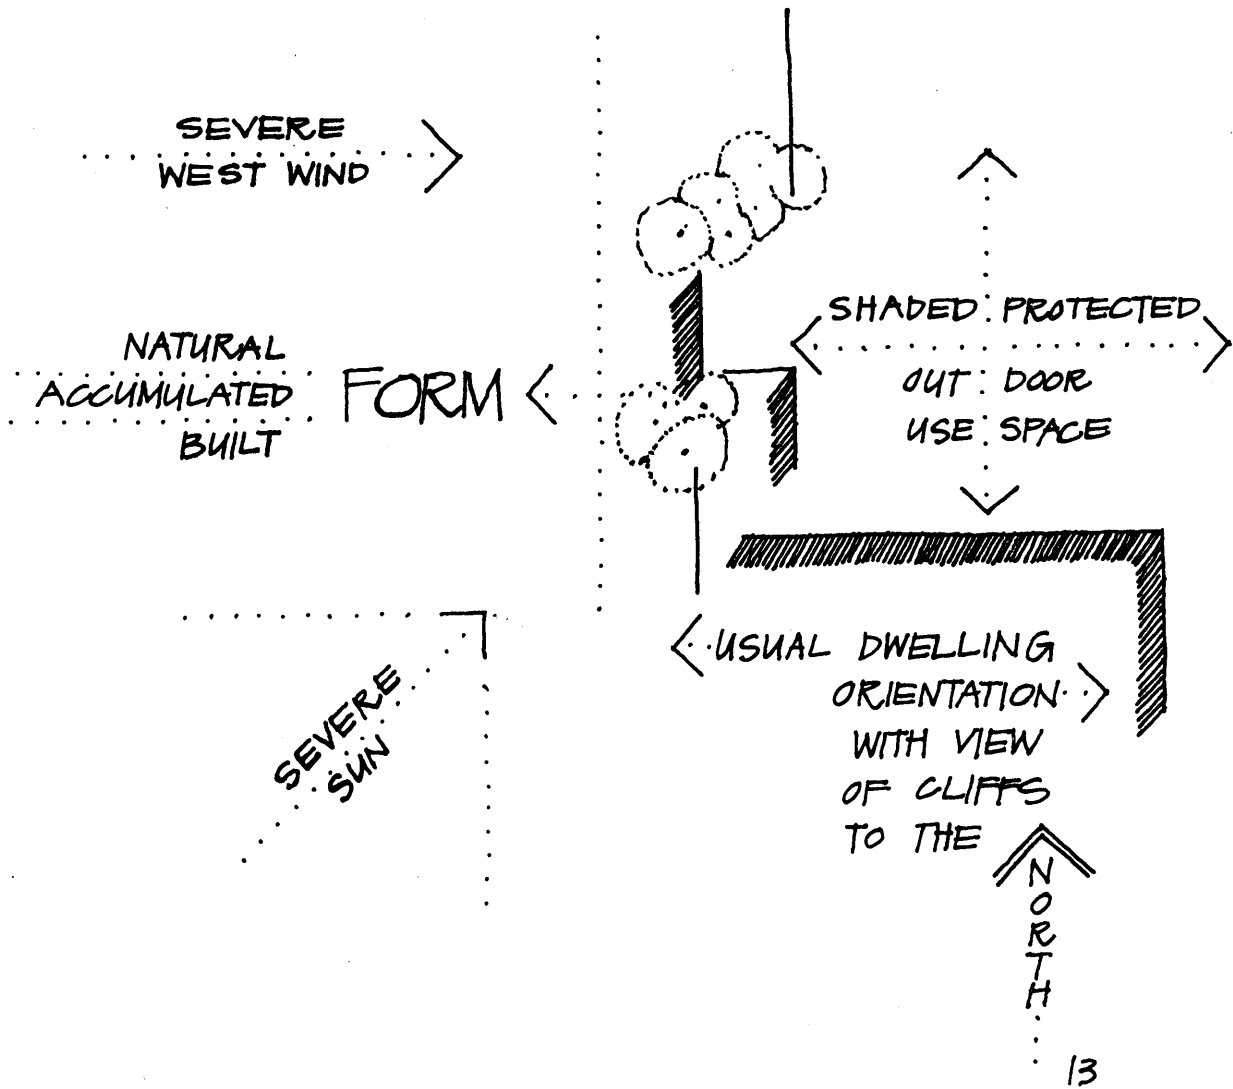 SEVERE
WEST WIND
NATURAL
ACCUMULATED
BUILT
FORM
SHADED PROTECTED
OUT DOOR
USE SPACE
SEVERE
SUN
USUAL DWELLING
ORIENTATION
WITH VIEW
OF CLIFFS
TO THE
NORTH
13